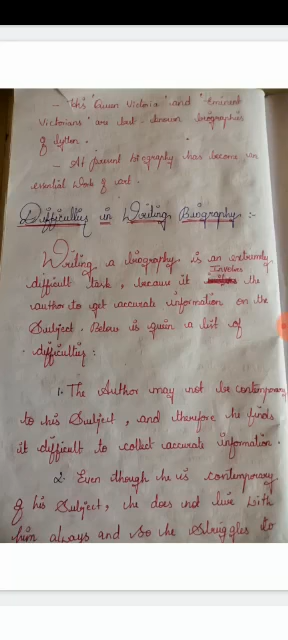 - His "Queen Victoria" and "Eminent
Victorians" are best-known biographies
of Lytton.
- At present biography has become an
essential work of art.
Difficulties in Writing Biography :-
Writing a biography is an extremely
difficult task, because it involves the
author to get accurate information on the
Subject. Below is given a list of
difficulties :
1. The Author may not be contemporary
to his Subject, and therefore he finds
it difficult to collect accurate information.
2. Even though he is contemporary
of his Subject, he does not live with
him always and so he struggles to